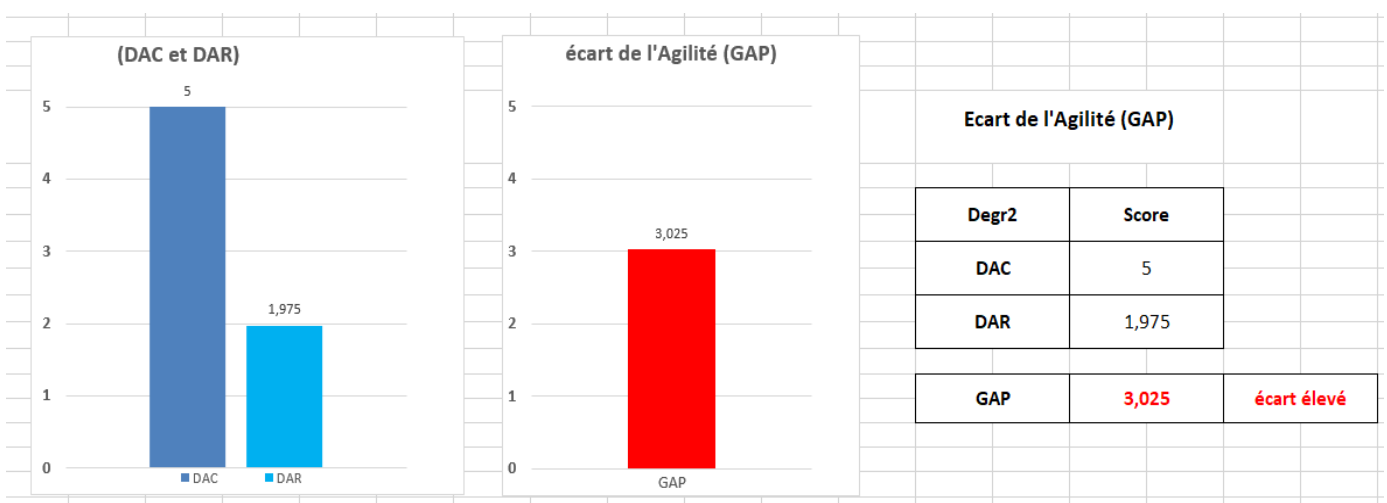 (DAC et DAR)
5
1,975
5
4
3
2
1
0
DAC DAR
écart de l'Agilité (GAP)
3,025
5
4
3
2
1
0
GAP
Ecart de l'Agilité (GAP)
Degr2 Score
DAC 5
DAR 1,975
GAP 3,025 écart élevé